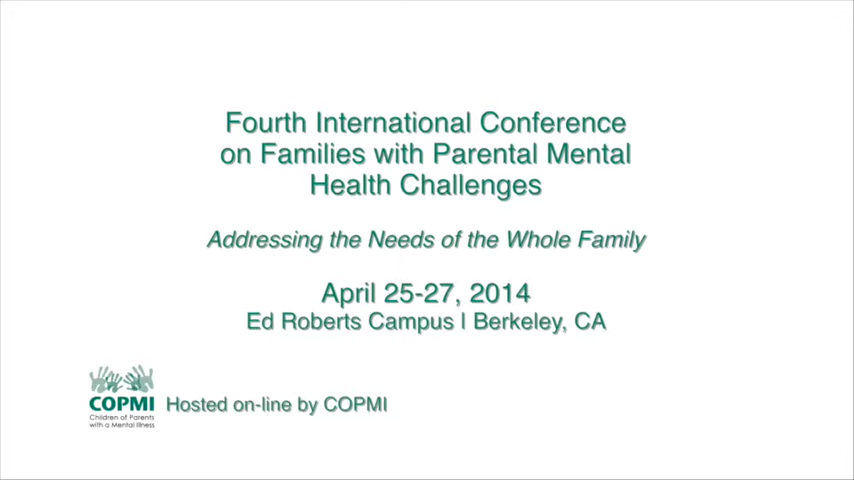 Fourth International Conference
on Families with Parental Mental
Health Challenges
Addressing the Needs of the Whole Family
April 25-27, 2014
Ed Roberts Campus | Berkeley, CA
COPMI
Children of Parents
with a Mental Illness
Hosted on-line by COPMI